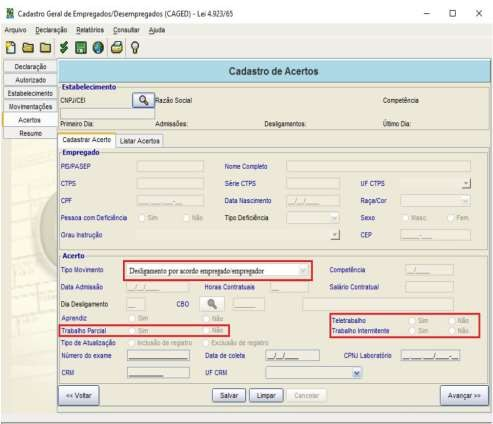 Cadastro Geral de Empregados/Desempregados (CAGED) - Lei 4.923/65
Arquivo Declaração Relatórios Consultar Ajuda
Declaração
Autorizado
Estabelecimento
Movimentações
Acertos
Resumo
Cadastro de Acertos
Estabelecimento
CNPJ/CEI Razão Social Competência
Primeiro Dia: Admissões: Desligamentos: Último Dia:
Cadastrar Acerto Listar Acertos
Empregado
PIS/PASEP Nome Completo
CTPS Série CTPS UF CTPS
CPF Data Nascimento Raça/Cor
Pessoa com Deficiência Sim Não Tipo Deficiência Sexo Masc. Fem.
Grau Instrução CEP
Acerto
Tipo Movimento Desligamento por acordo empregado/empregador Competência
Data Admissão Horas Contratuais Salário Contratual
Dia Desligamento CBO
Aprendiz Sim Não Teletrabalho Sim Não
Trabalho Parcial Sim Não Trabalho Intermitente Sim Não
Tipo de Atualização Inclusão de registro Exclusão de registro
Número do exame Data de coleta CPNJ Laboratório
CRM UF CRM
<< Voltar Salvar Limpar Cancelar Avançar >>